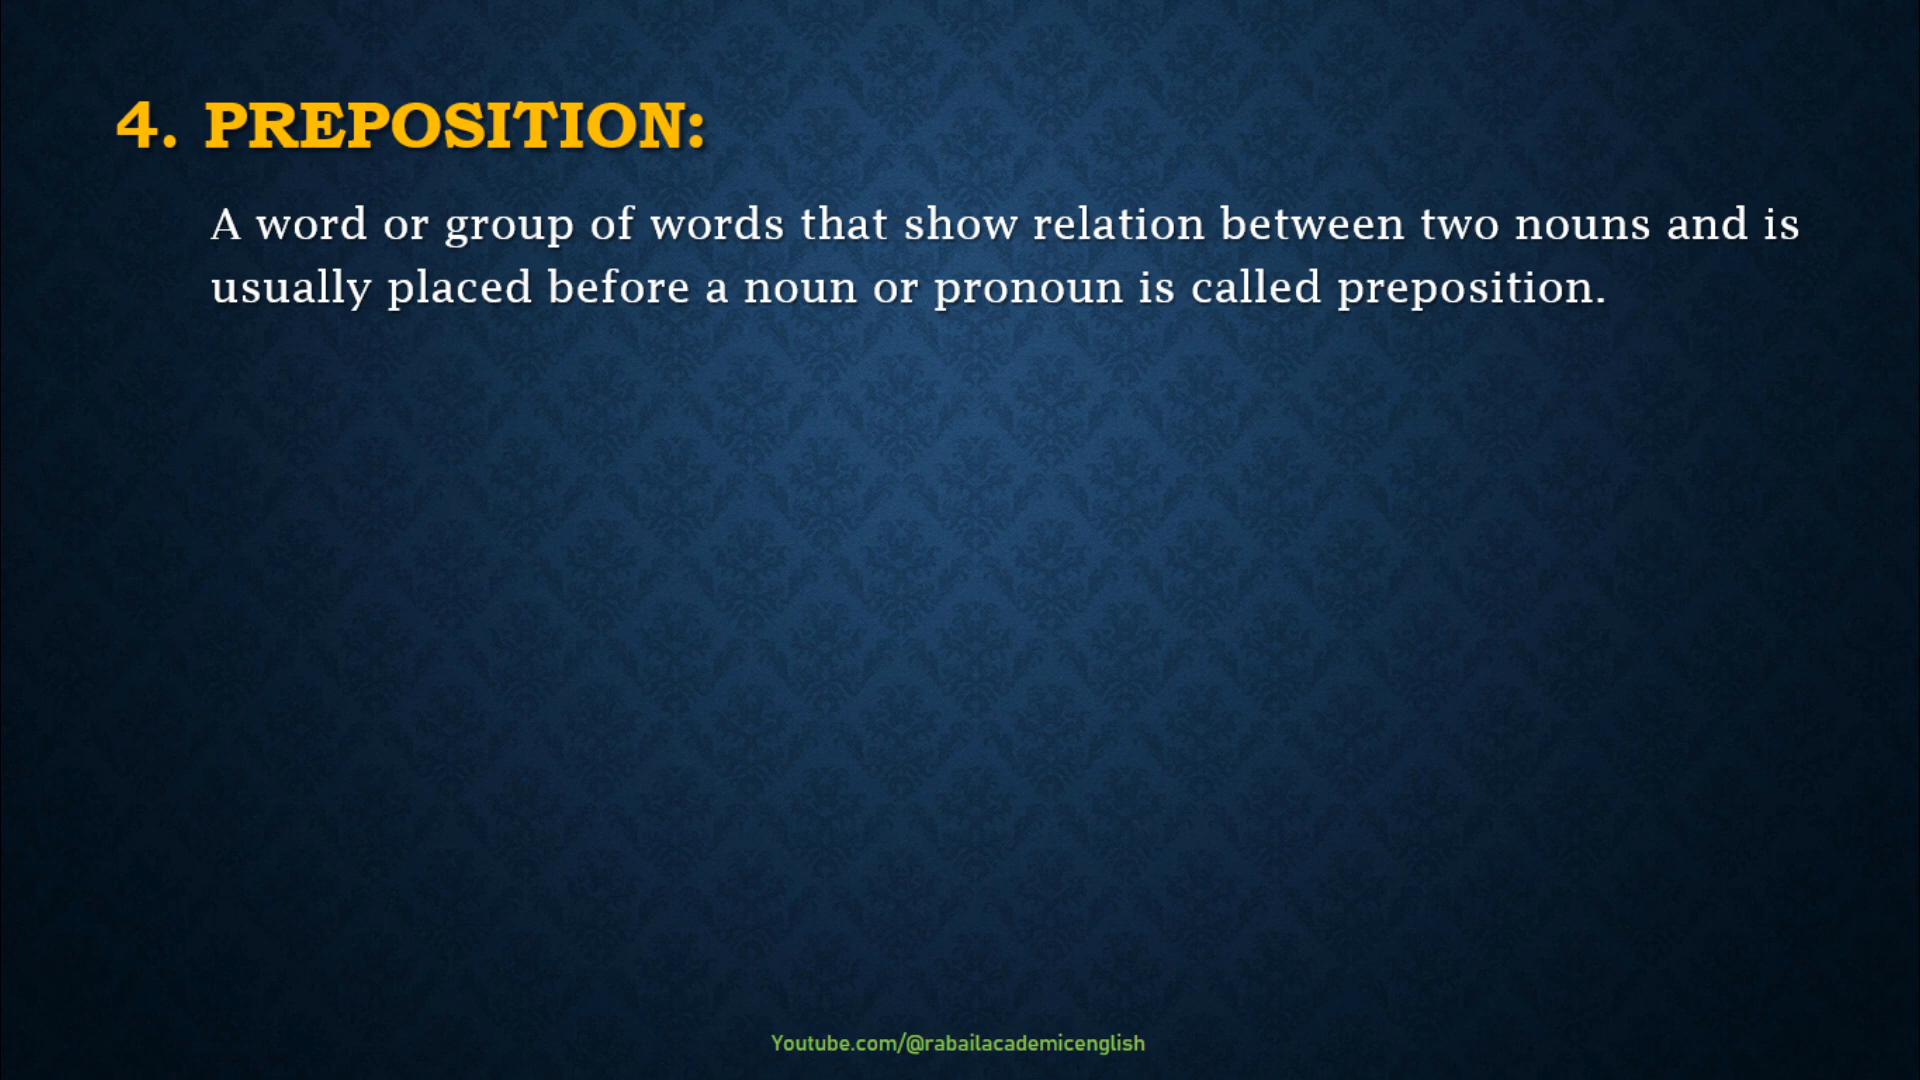 4. PREPOSITION:
A word or group of words that show relation between two nouns and is
usually placed before a noun or pronoun is called preposition.
Youtube.com/@rabailacademicenglish